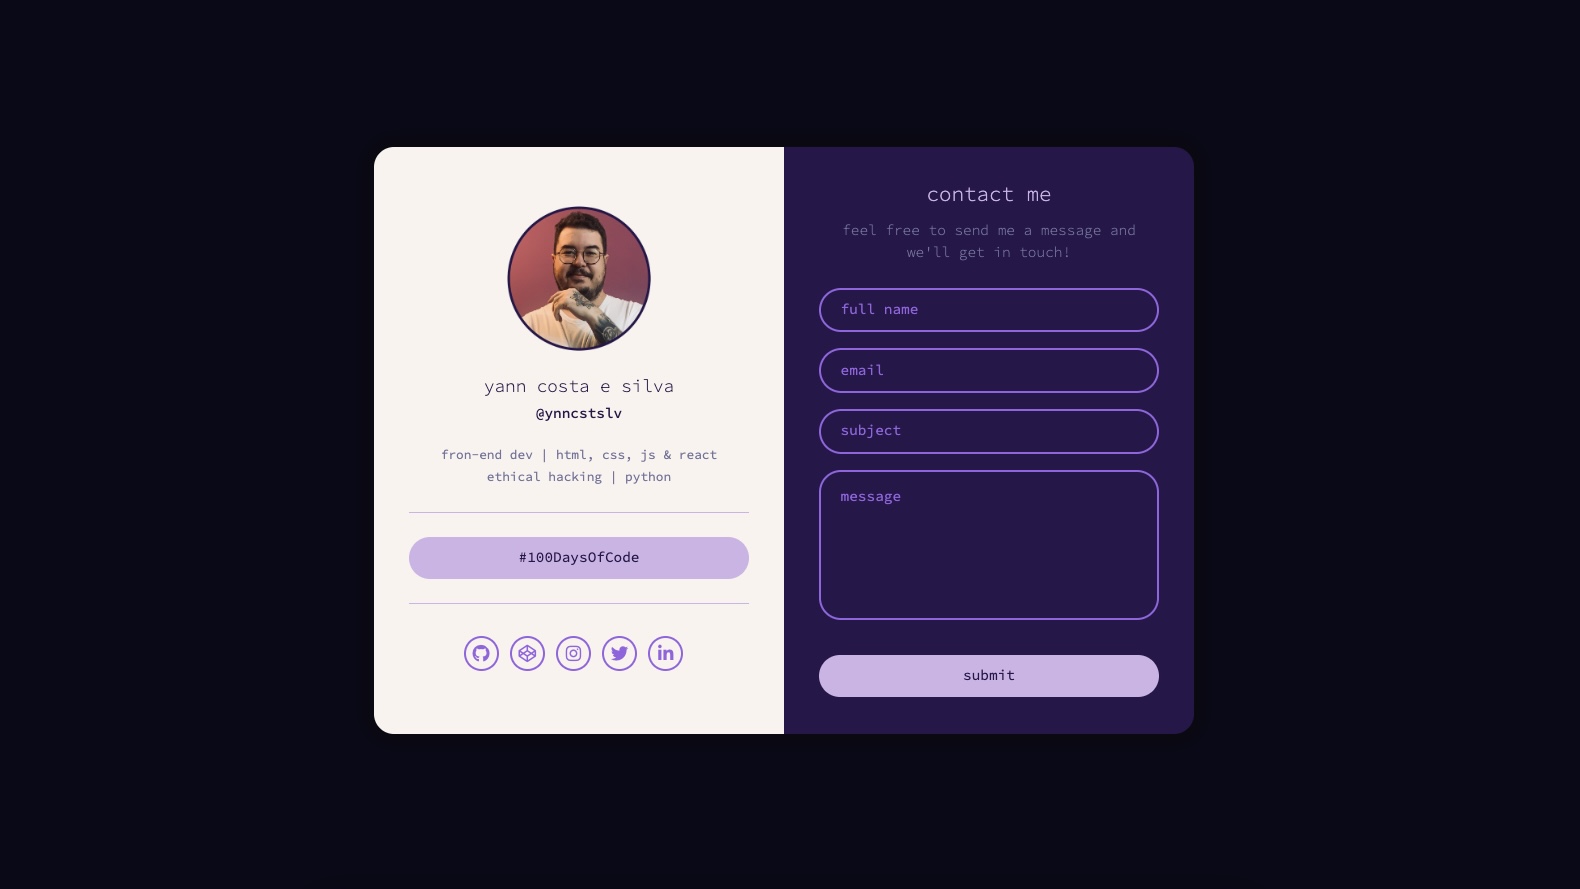 yann costa e silva
@ynncstslv
fron-end dev | html, css, js & react
ethical hacking | python
#100DaysOfCode
contact me
feel free to send me a message and
we'll get in touch!
full name
email
subject
message
submit